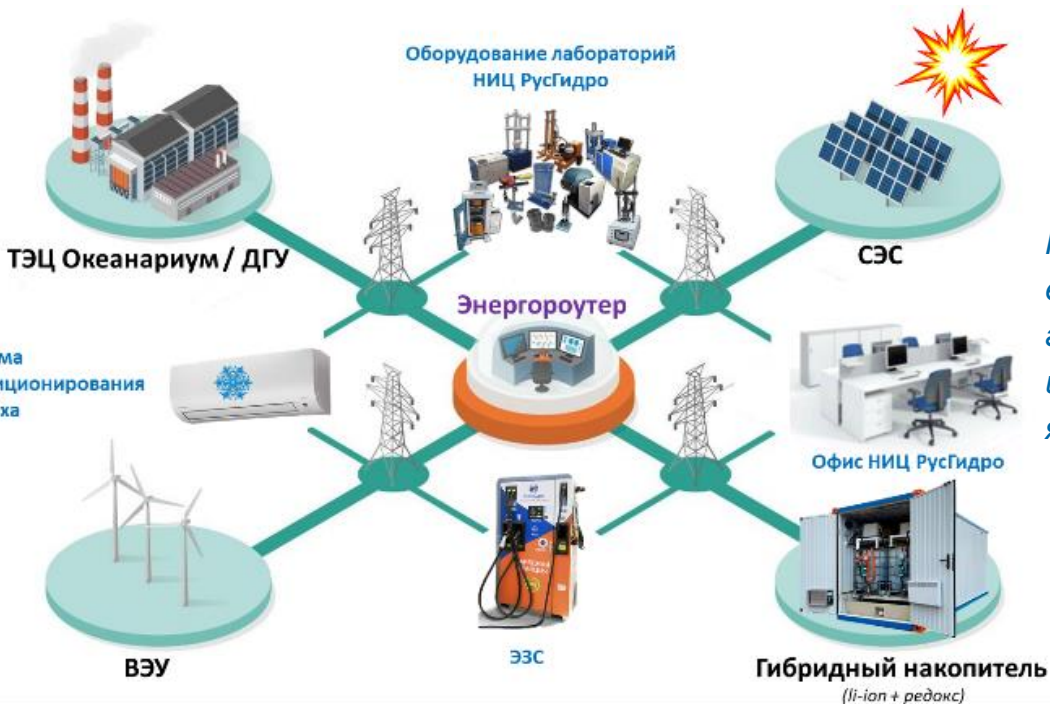 Оборудование лабораторий
НИЦ РусГидро
ТЭЦ Океанариум / ДГУ
СЭС
Энергороутер
Офис НИЦ РусГидро
ВЭУ
ЭЗС
Гибридный накопитель
(li-ion + редокс)